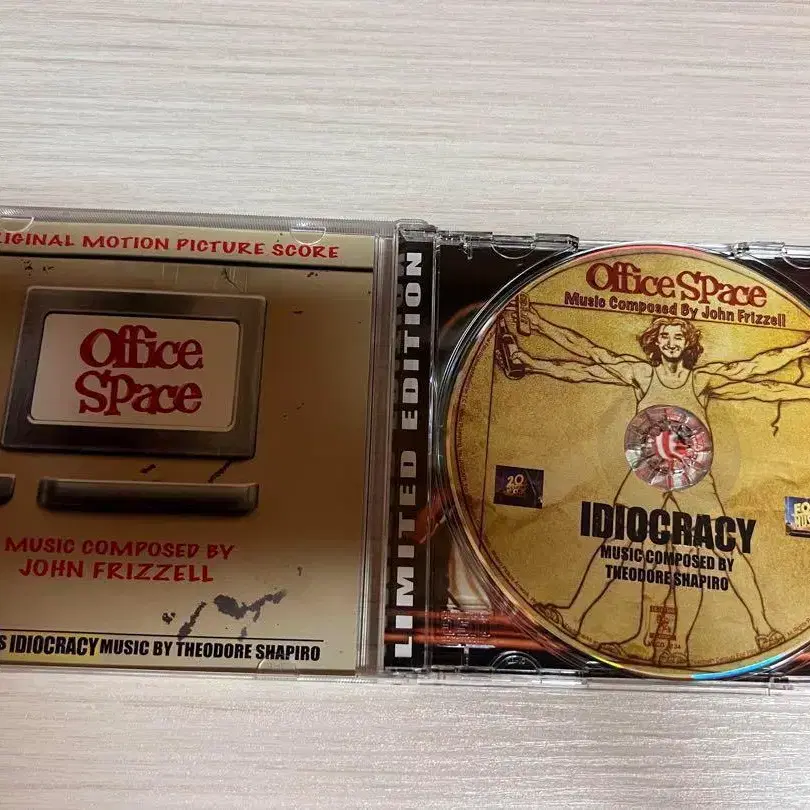 IGINAL MOTION PICTURE SCORE
Office
Space
MUSIC COMPOSED BY
JOHN FRIZZELL
S IDIOCRACY MUSIC BY THEODORE SHAPIRO
LIMITED EDITION
Office Space
Music Composed By John Frizzell
20
IDIOCRACY
MUSIC COMPOSED BY
THEODORE SHAPIRO